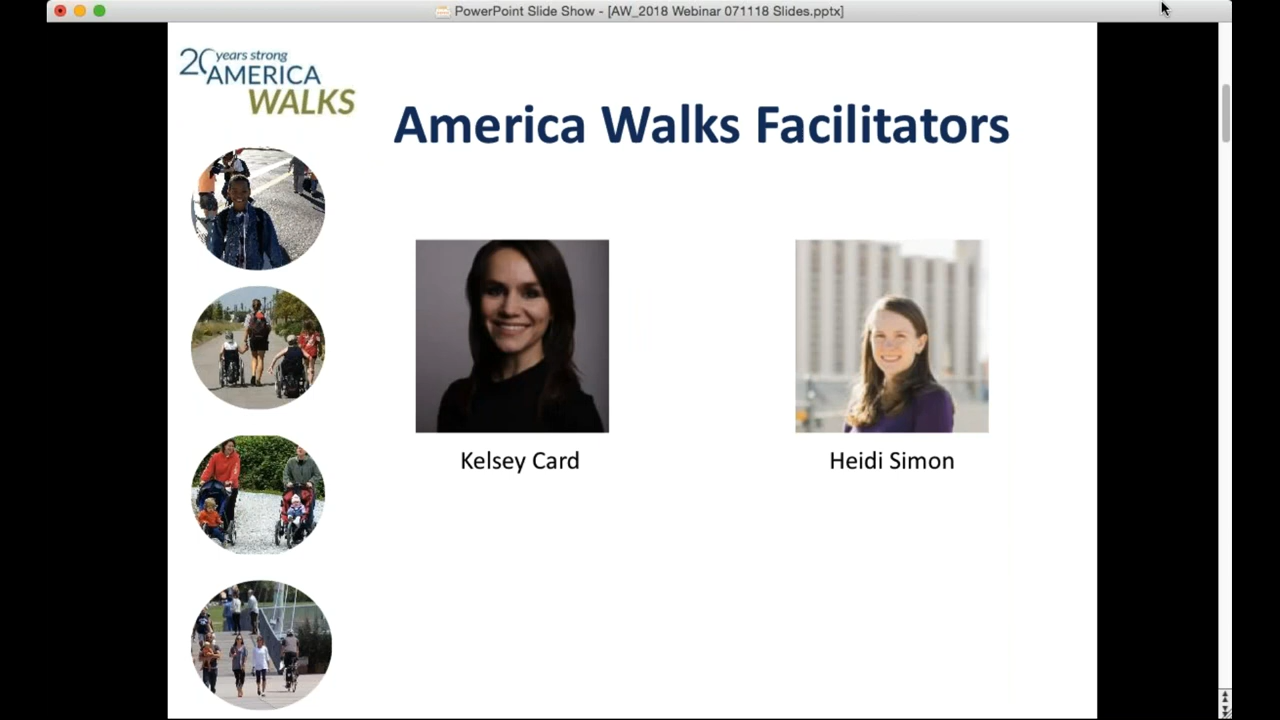 PowerPoint Slide Show - [AW_2018 Webinar 071118 Slides.pptx]
20 years strong
AMERICA
WALKS
America Walks Facilitators
Kelsey Card
Heidi Simon